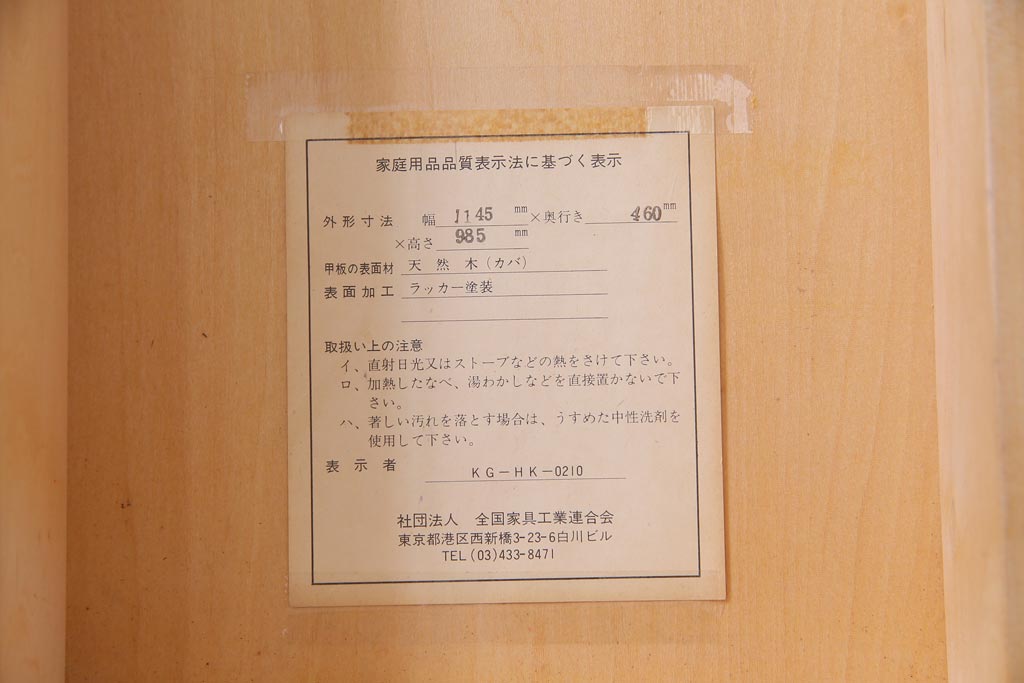 家庭用品品質表示法に基づく表示
外形寸法 幅 1145 mm ×奥行き 460 mm
×高さ 985 mm
甲板の表面材 天然木(カバ)
表面加工 ラッカー塗装
取扱い上の注意
イ、直射日光又はストーブなどの熱をさけて下さい。
ロ、加熱したなべ、湯わかしなどを直接置かないで下
さい。
ハ、著しい汚れを落とす場合は、うすめた中性洗剤を
使用して下さい。
表示者 KG-HK-0210
社団法人 全国家具工業連合会
東京都港区西新橋3-23-6白川ビル
TEL(03)433-8471